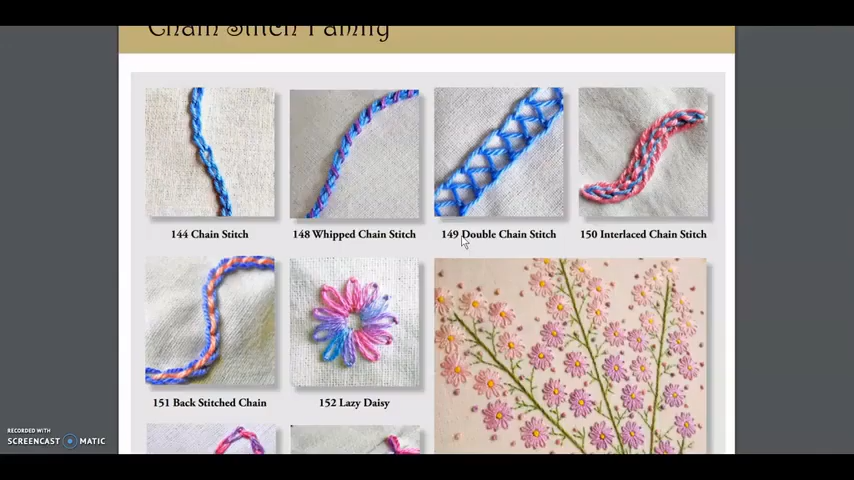 Chain Stitch Family
144 Chain Stitch
148 Whipped Chain Stitch
149 Double Chain Stitch
150 Interlaced Chain Stitch
151 Back Stitched Chain
152 Lazy Daisy
RECORDED WITH
SCREENCAST MATIC